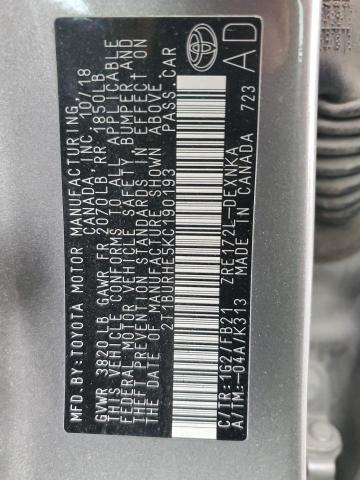 MFD.BY:TOYOTA MOTOR MANUFACTURING
CANADA, INC. 10/18
GVWR 3820LB GAWR FR 2070LB RR 1850LB
THIS VEHICLE CONFORMS TO ALL APPLICABLE
FEDERAL MOTOR VEHICLE SAFETY BUMPER AND
THEFT PREVENTION STANDARDS IN EFFECT ON
THE DATE OF MANUFACTURE SHOWN ABOVE
2T1BURHE5KC190193 PASS.CAR
AD
C/TR:1G2/FB21 ZRE172L-DEXNKA
A/TM:-04A/K313 MADE IN CANADA 723